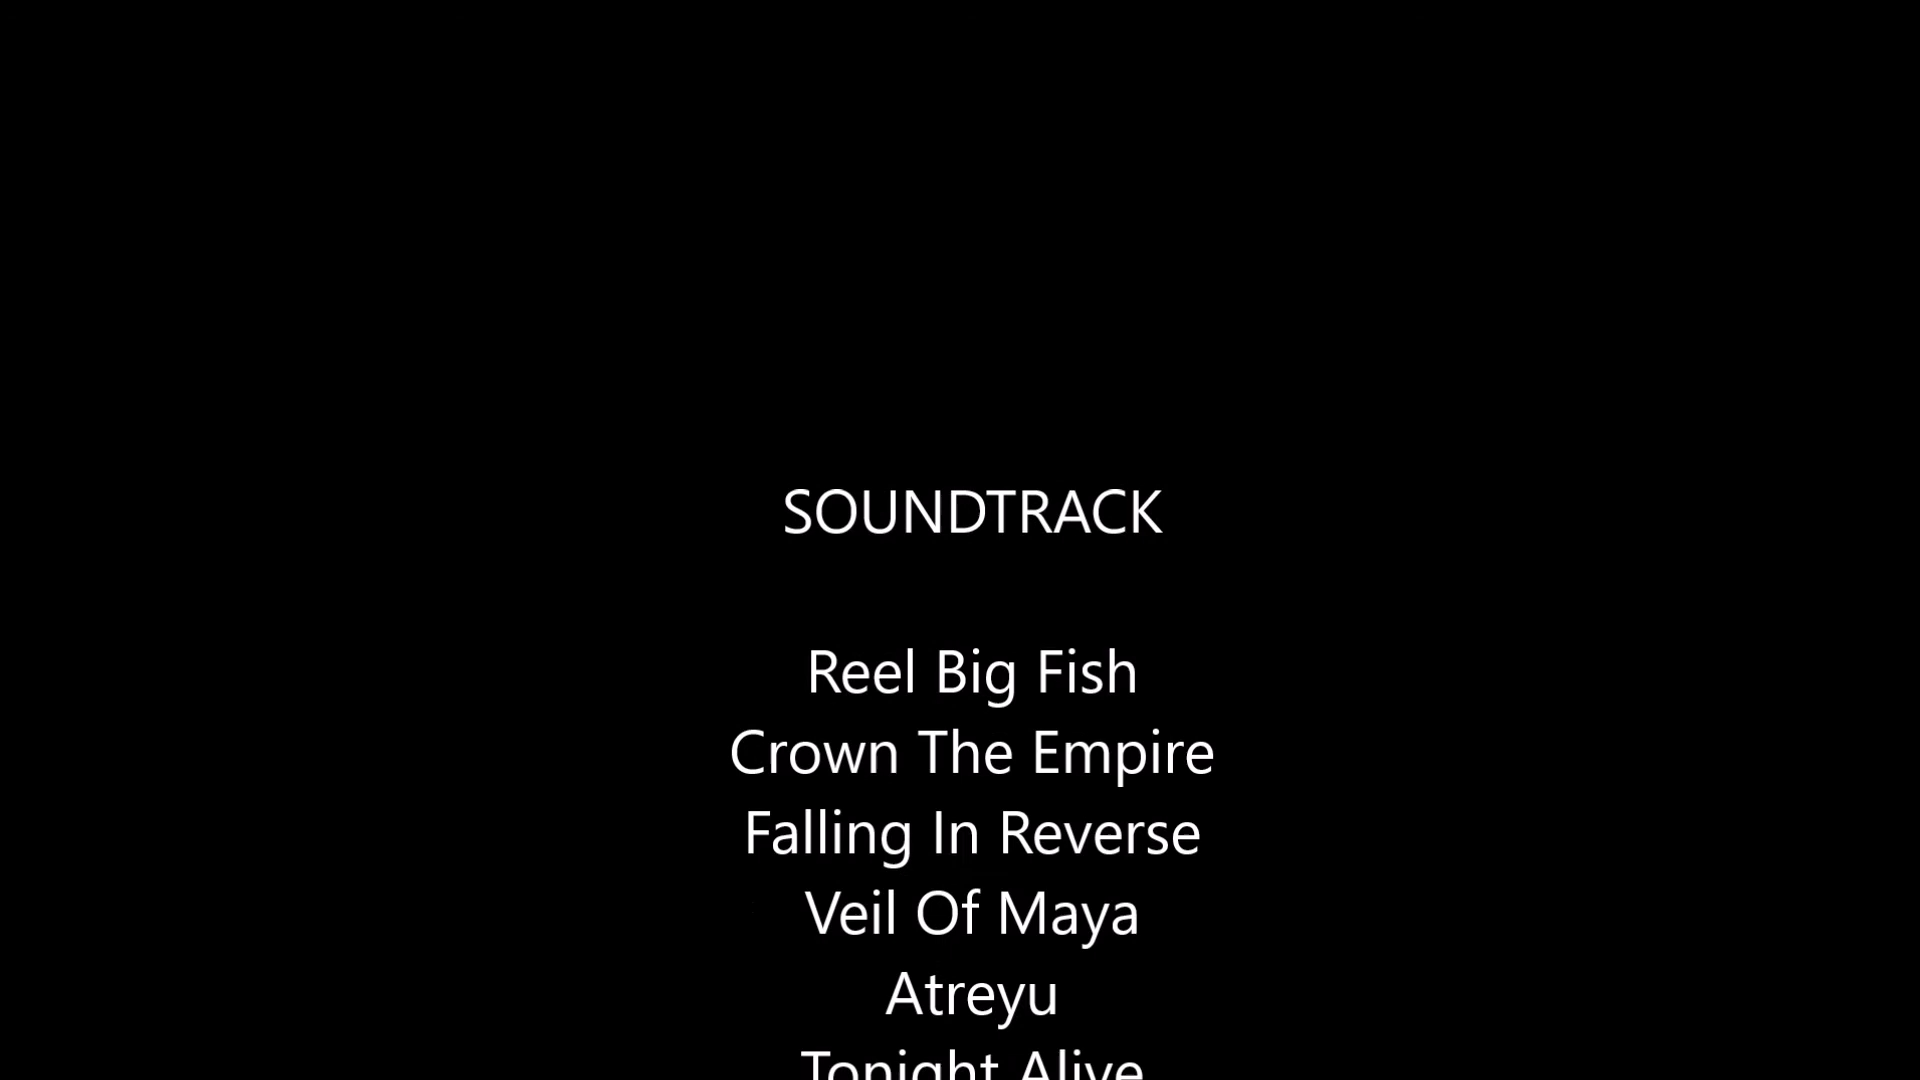 SOUNDTRACK
Reel Big Fish
Crown The Empire
Falling In Reverse
Veil Of Maya
Atreyu
Tonight Alive